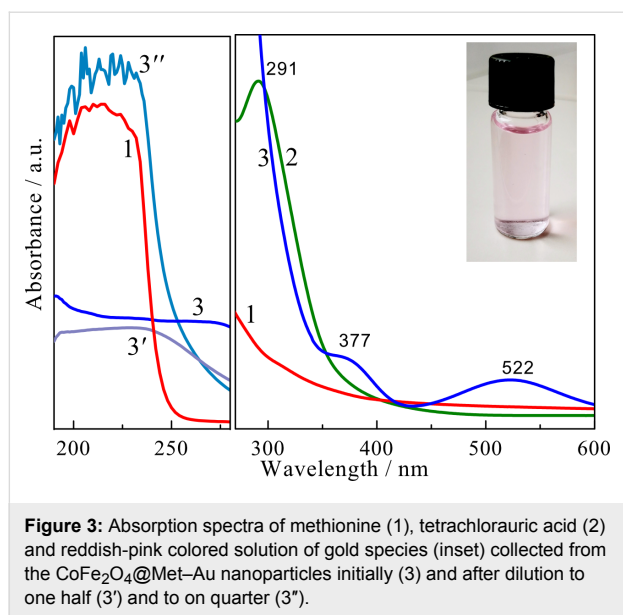 3″
1
3
3′
291
3
2
1
377
522
Absorbance / a.u.
200
250
300
400
500
600
Wavelength / nm
Figure 3: Absorption spectra of methionine (1), tetrachlorauric acid (2)
and reddish-pink colored solution of gold species (inset) collected from
the CoFe₂O₄@Met–Au nanoparticles initially (3) and after dilution to
one half (3′) and to on quarter (3″).